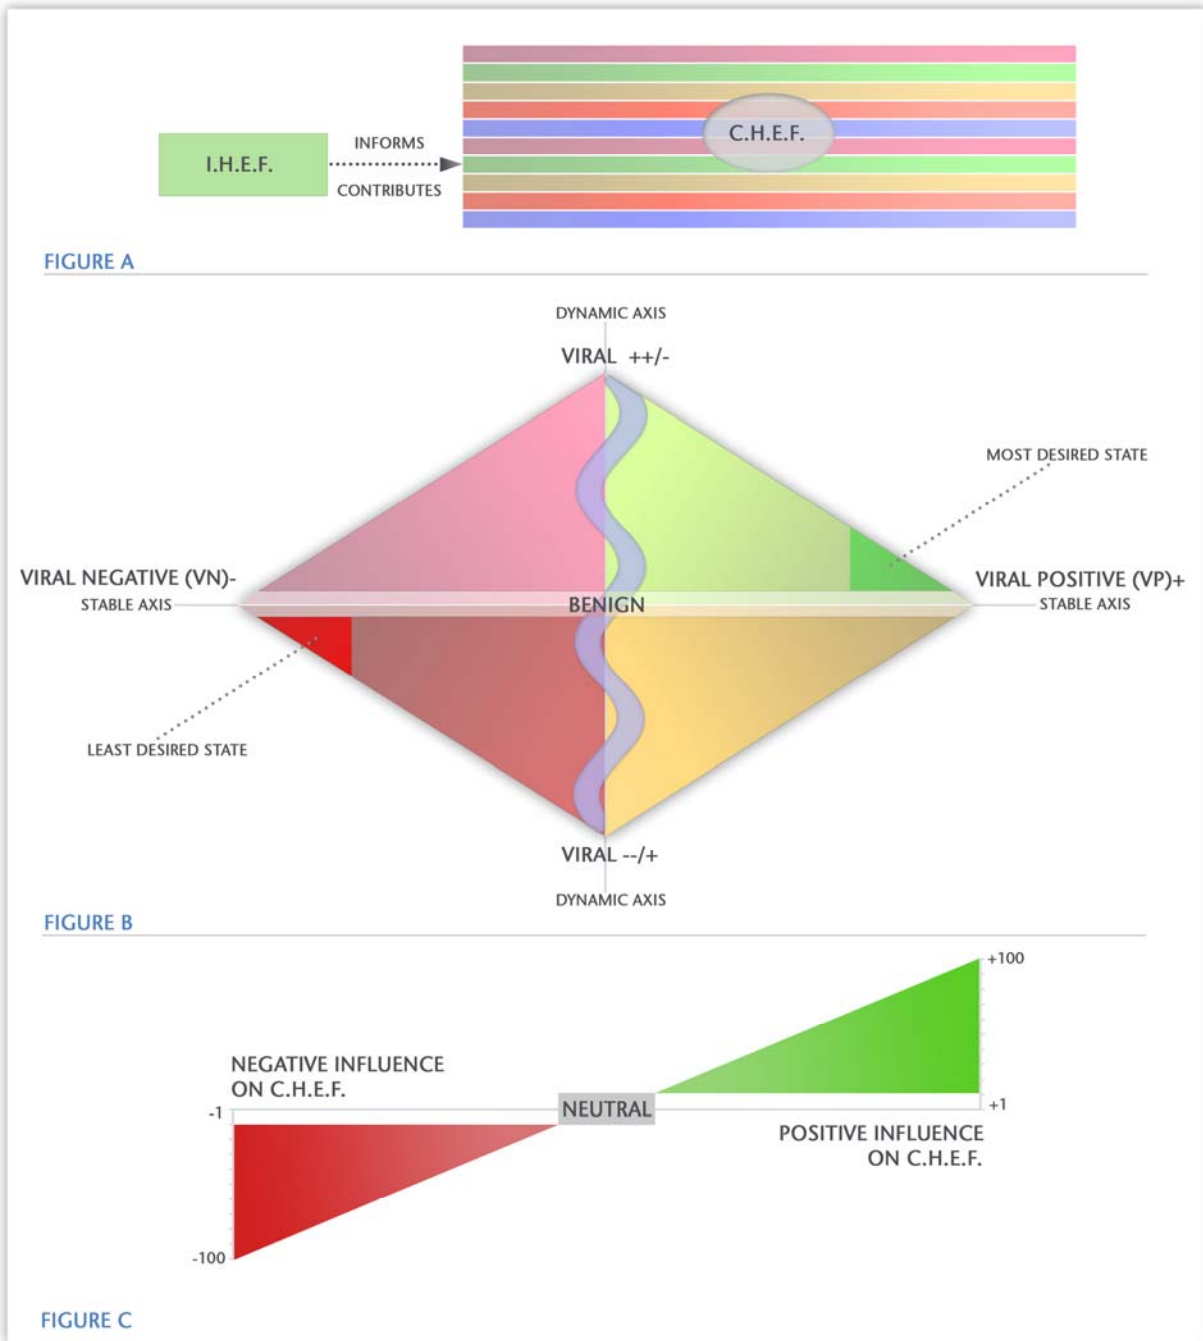 I.H.E.F.
INFORMS
CONTRIBUTES
C.H.E.F.
FIGURE A
DYNAMIC AXIS
VIRAL ++/-
MOST DESIRED STATE
VIRAL NEGATIVE (VN)-
STABLE AXIS
BENIGN
VIRAL POSITIVE (VP)+
STABLE AXIS
LEAST DESIRED STATE
VIRAL --/+
DYNAMIC AXIS
FIGURE B
+100
NEGATIVE INFLUENCE
ON C.H.E.F.
-1
NEUTRAL
+1
POSITIVE INFLUENCE
ON C.H.E.F.
-100
FIGURE C